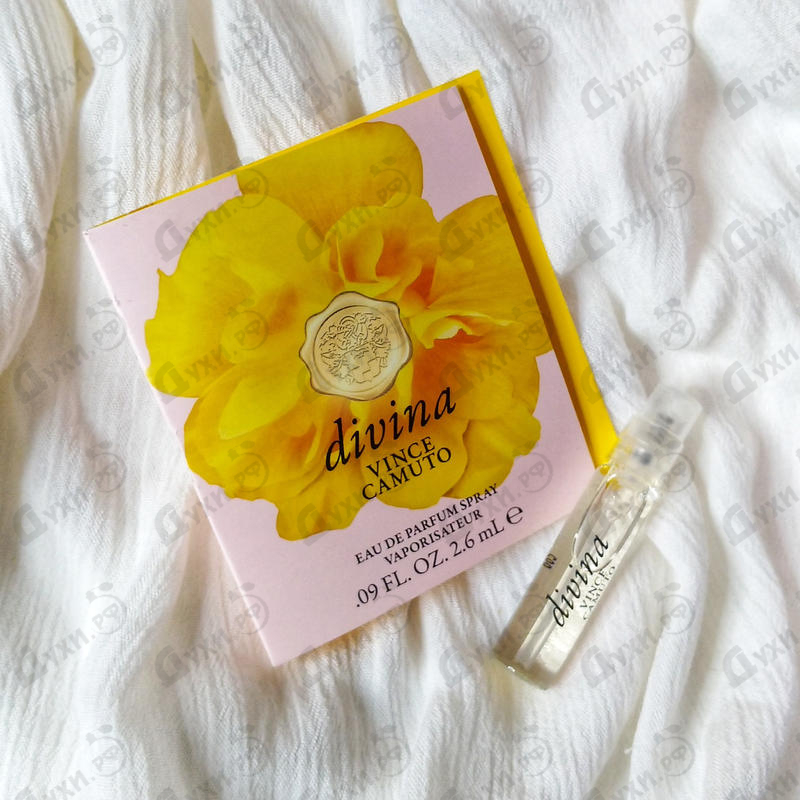 divina
VINCE
CAMUTO
EAU DE PARFUM SPRAY
VAPORISATEUR
.09 FL. OZ. 2.6 mL ℮
divina
VINCE
CAMUTO
Духи.рф